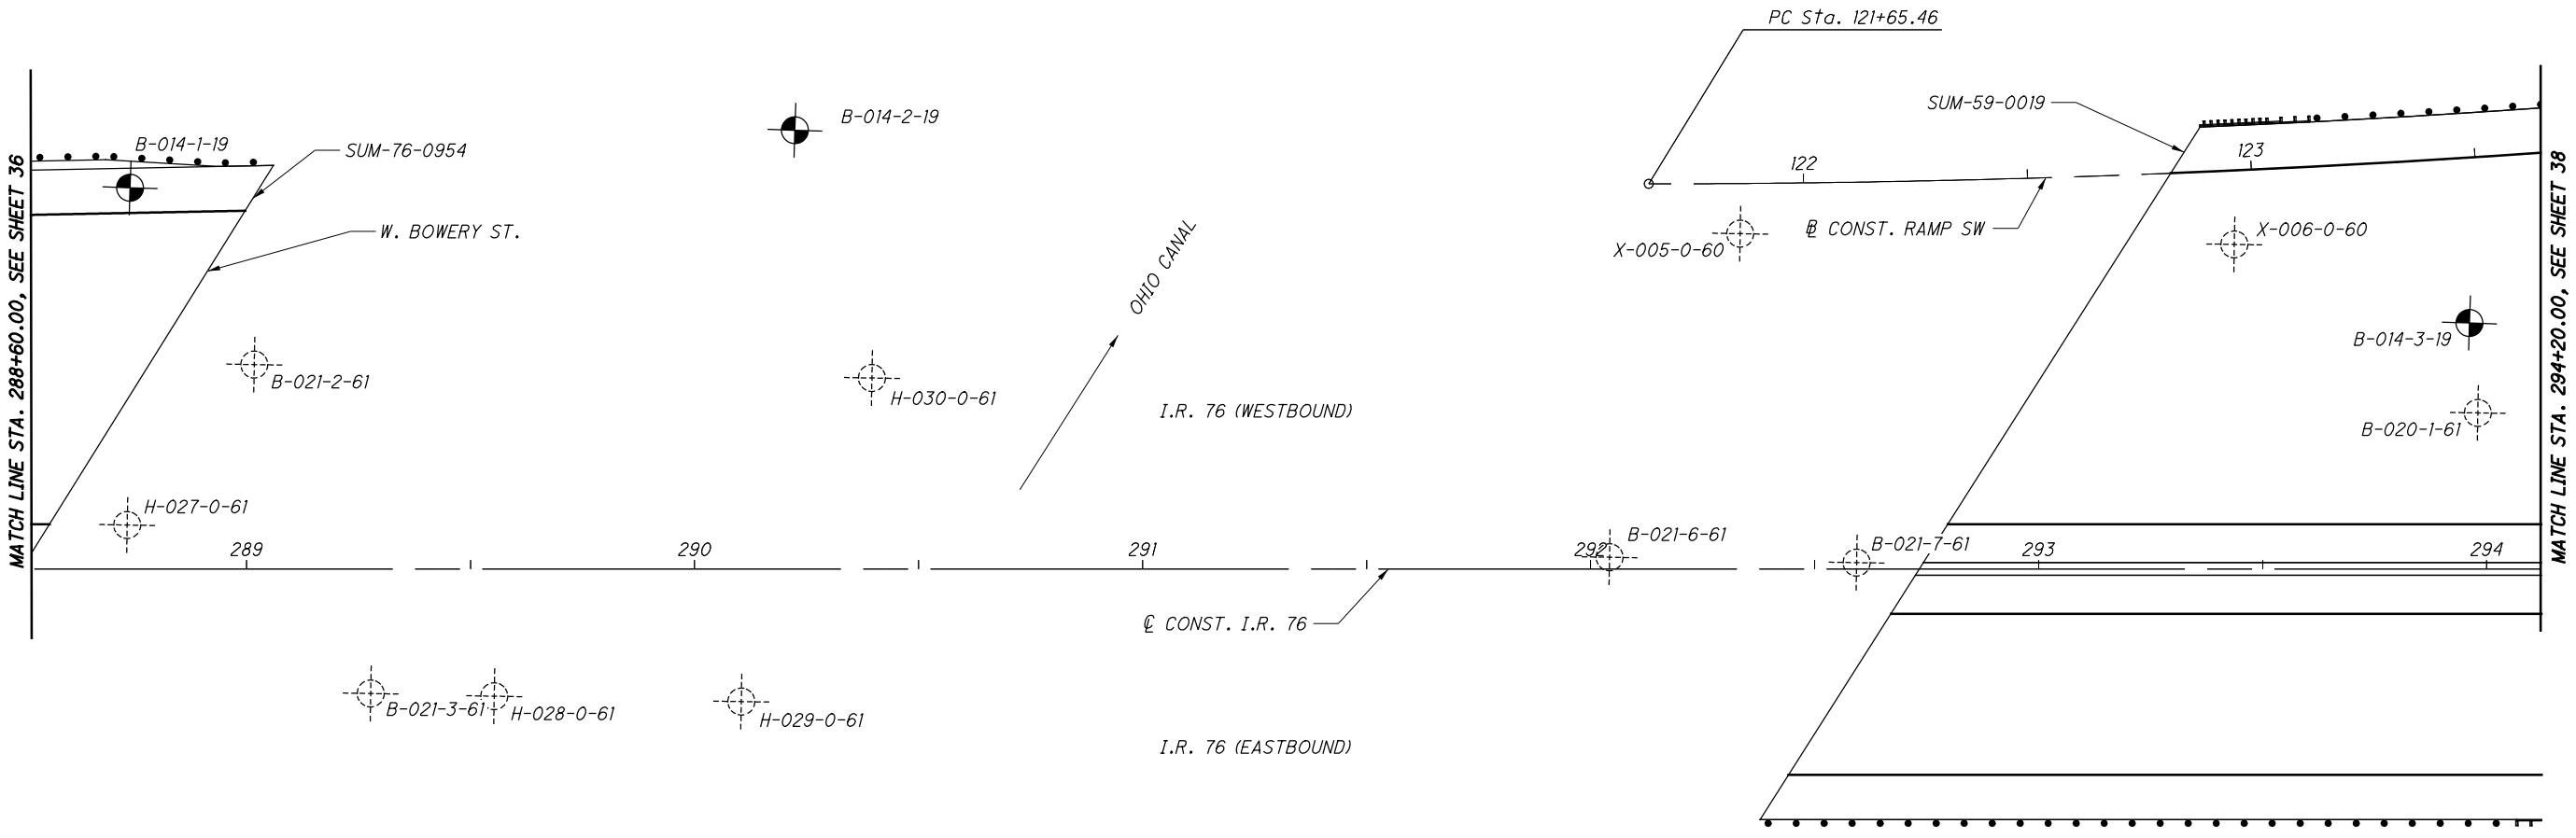 PC Sta. 121+65.46
SUM-59-0019
B-014-2-19
B-014-1-19
SUM-76-0954
122
123
MATCH LINE STA. 288+60.00, SEE SHEET 36
MATCH LINE STA. 294+20.00, SEE SHEET 38
W. BOWERY ST.
X-005-0-60
℄ CONST. RAMP SW
X-006-0-60
OHIO CANAL
B-014-3-19
B-021-2-61
H-030-0-61
I.R. 76 (WESTBOUND)
B-020-1-61
H-027-0-61
B-021-6-61
B-021-7-61
289
290
291
292
293
294
℄ CONST. I.R. 76
B-021-3-61
H-028-0-61
H-029-0-61
I.R. 76 (EASTBOUND)